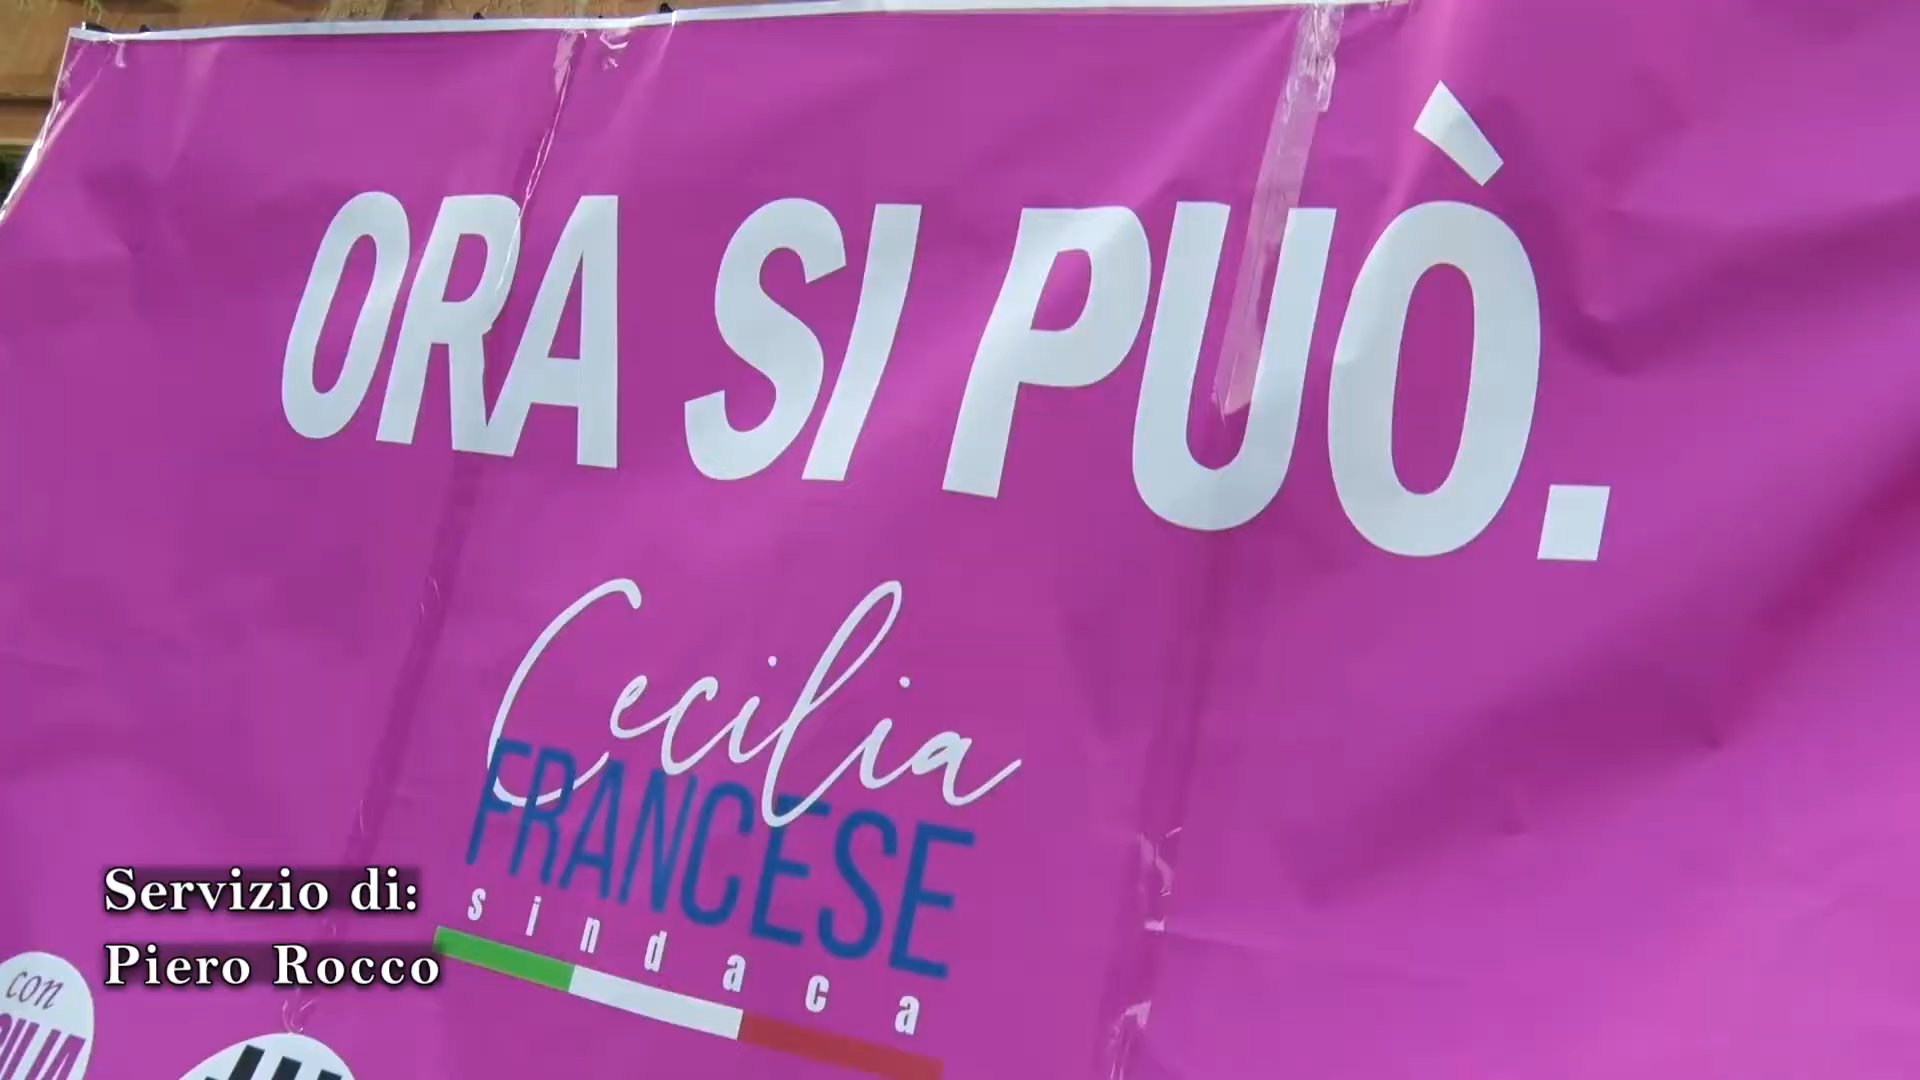 ORA SI PUÒ.
Cecilia
FRANCESE
sindaca
Servizio di:
Piero Rocco
con